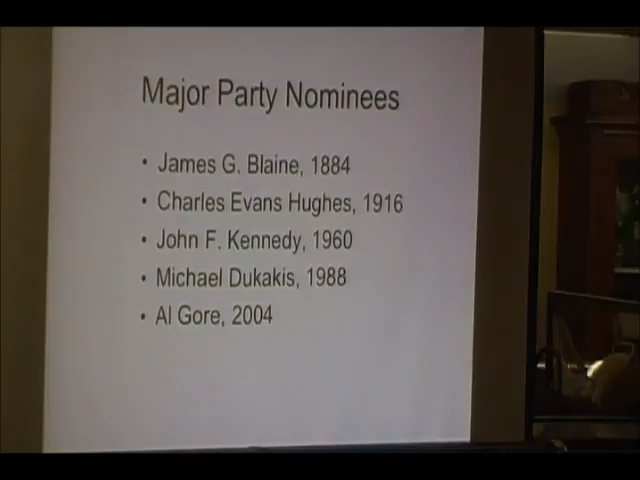 Major Party Nominees
• James G. Blaine, 1884
• Charles Evans Hughes, 1916
• John F. Kennedy, 1960
• Michael Dukakis, 1988
• Al Gore, 2004